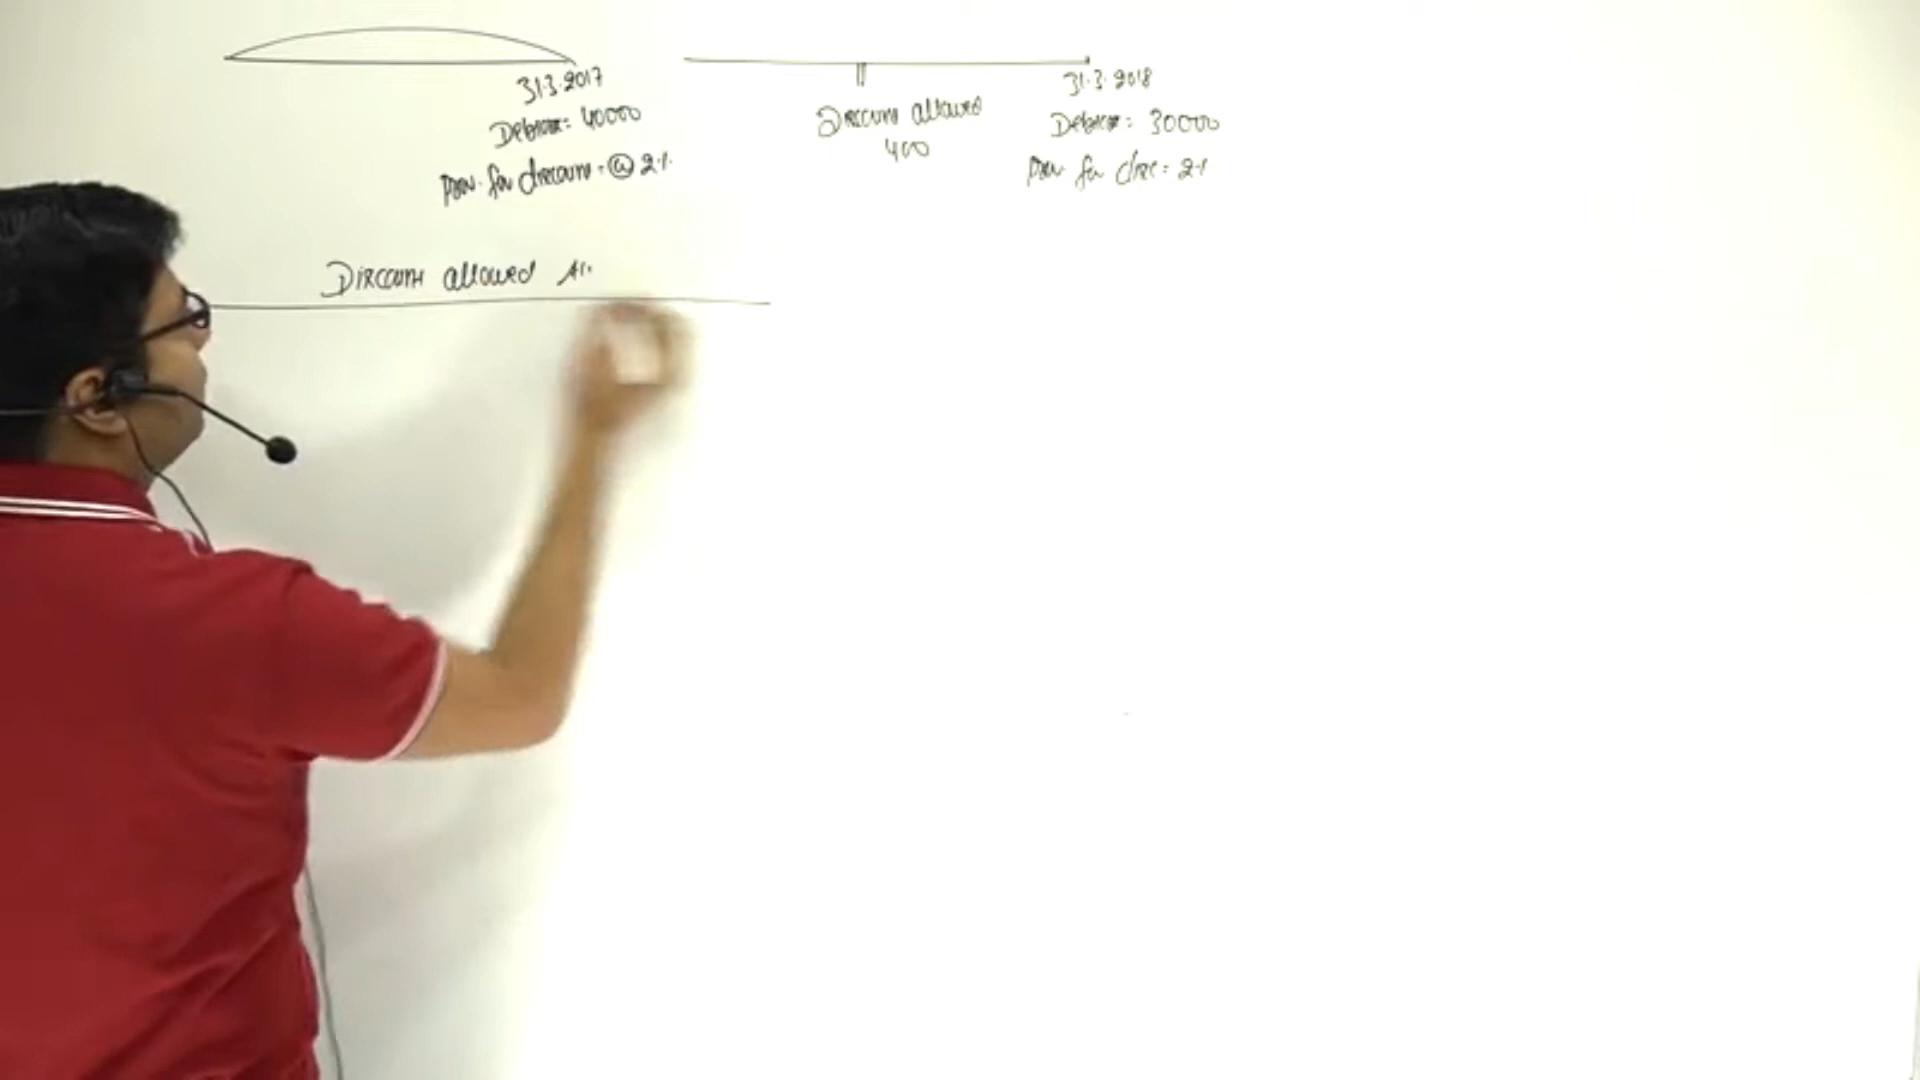 31.3.2017
Debtors: 40000
Prov. for discount = @ 2%
Discount allowed
400
31.3.2018
Debtors: 30000
Prov. for disc = 2%
Discount allowed A/c